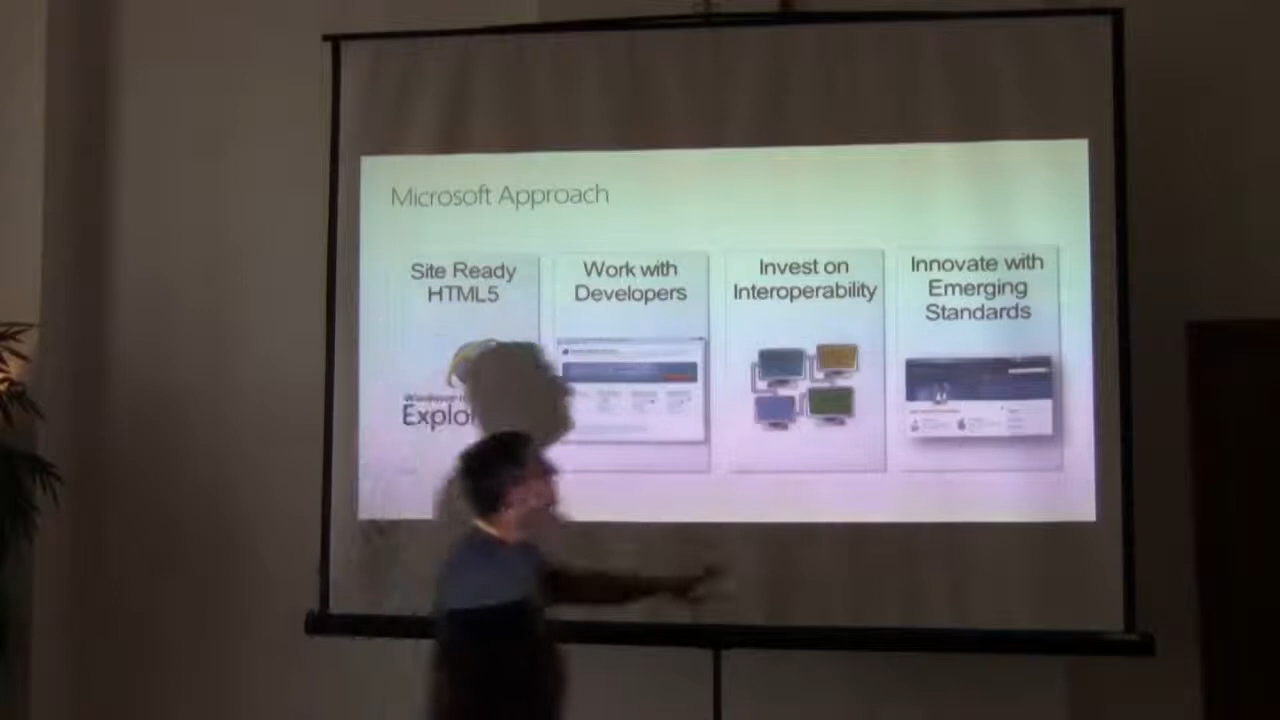 Microsoft Approach
Site Ready
HTML5
Work with
Developers
Invest on
Interoperability
Innovate with
Emerging
Standards
Explo